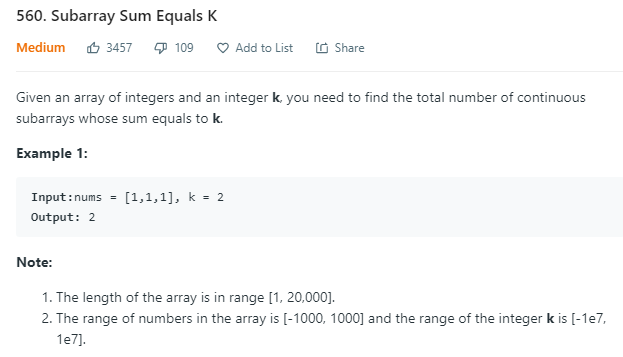 560. Subarray Sum Equals K
Medium 3457 109 Add to List Share
Given an array of integers and an integer k, you need to find the total number of continuous
subarrays whose sum equals to k.
Example 1:
Input:nums = [1,1,1], k = 2
Output: 2
Note:
1. The length of the array is in range [1, 20,000].
2. The range of numbers in the array is [-1000, 1000] and the range of the integer k is [-1e7,
1e7].